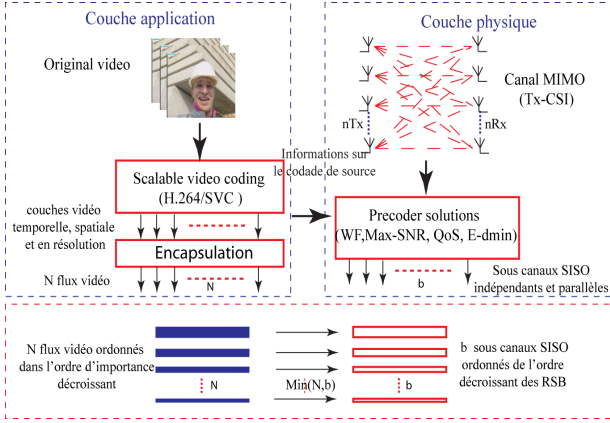 Couche application
Original video
Scalable video coding
(H.264/SVC )
couches vidéo
temporelle, spatiale
et en résolution
Encapsulation
N flux vidéo
N
Informations sur
le codade de source
Couche physique
nTx
nRx
Canal MIMO
(Tx-CSI)
Precoder solutions
(WF,Max-SNR, QoS, E-dmin)
b
Sous canaux SISO
indépendants et parallèles
N flux vidéo ordonnés
dans l'ordre d'importance
décroissant
N
Min(N,b)
b
b sous canaux SISO
ordonnés de l'ordre
décroissant des RSB